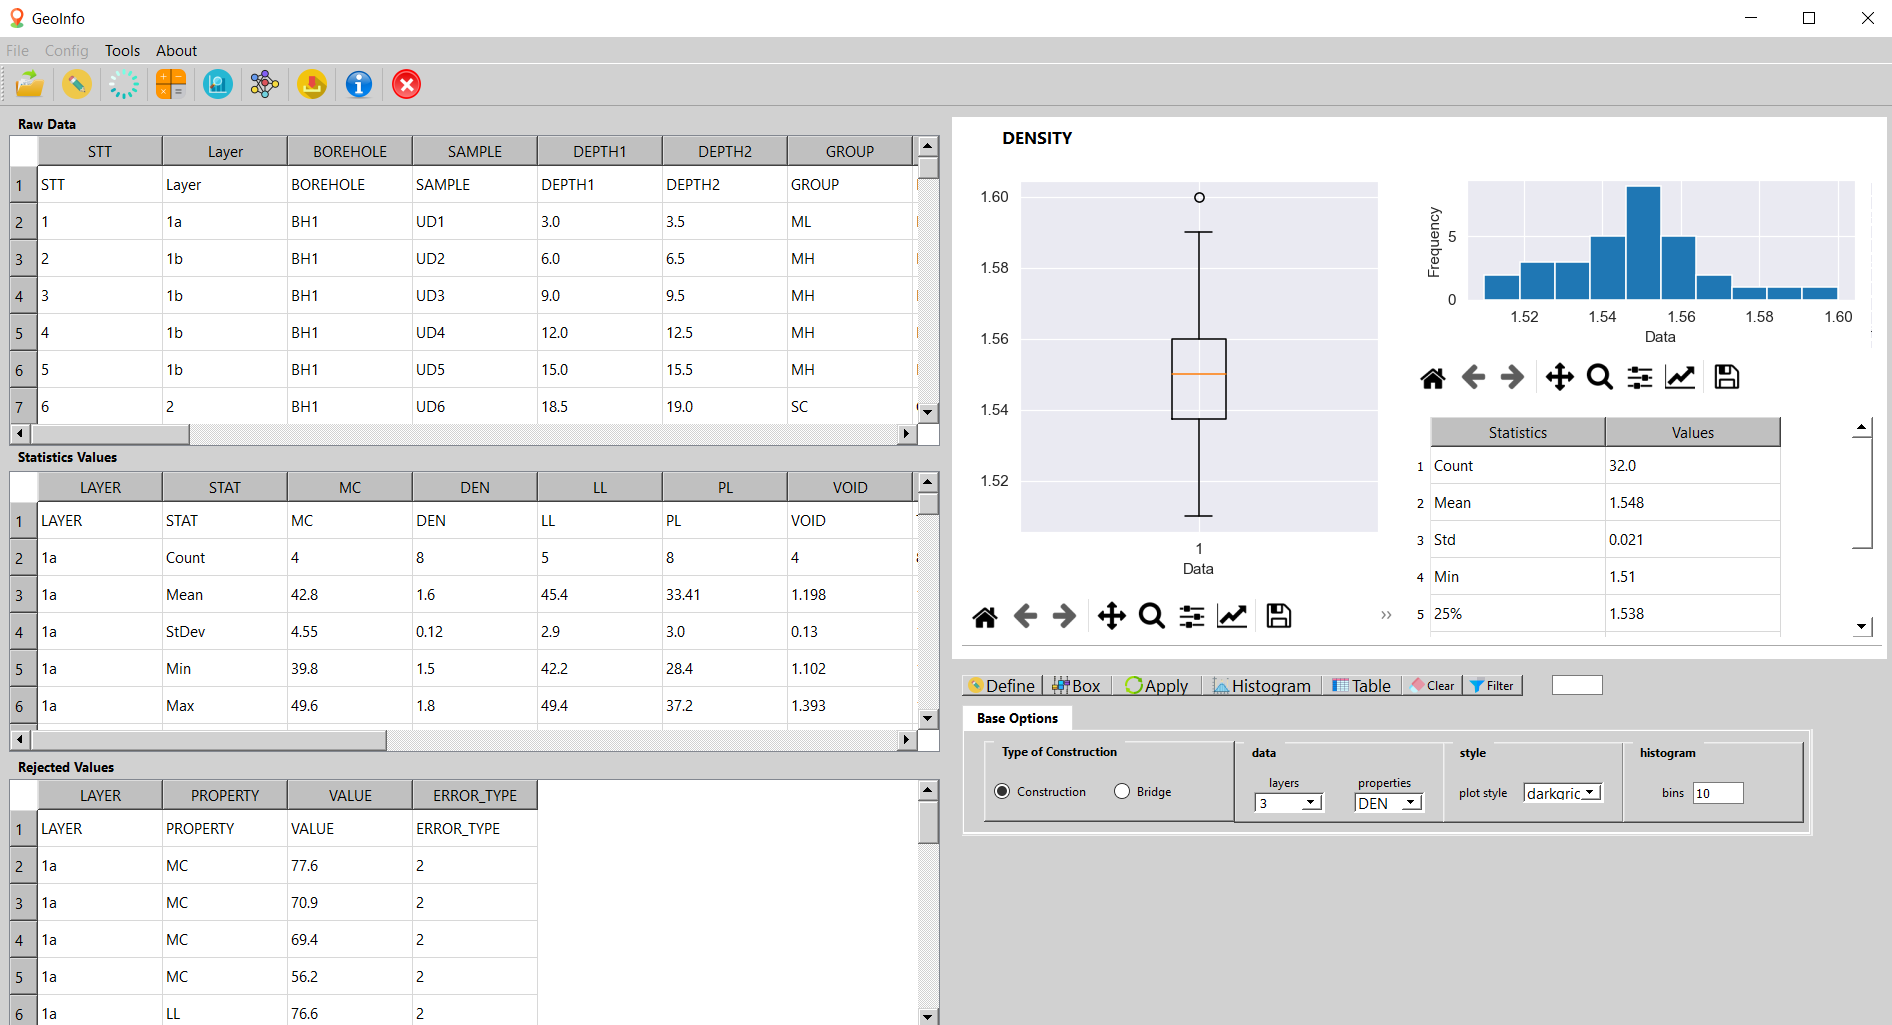 GeoInfo
File Config Tools About
Raw Data
STT Layer BOREHOLE SAMPLE DEPTH1 DEPTH2 GROUP
1 STT Layer BOREHOLE SAMPLE DEPTH1 DEPTH2 GROUP
2 1 1a BH1 UD1 3.0 3.5 ML
3 2 1b BH1 UD2 6.0 6.5 MH
4 3 1b BH1 UD3 9.0 9.5 MH
5 4 1b BH1 UD4 12.0 12.5 MH
6 5 1b BH1 UD5 15.0 15.5 MH
7 6 2 BH1 UD6 18.5 19.0 SC
Statistics Values
LAYER STAT MC DEN LL PL VOID
1 LAYER STAT MC DEN LL PL VOID
2 1a Count 4 8 5 8 4
3 1a Mean 42.8 1.6 45.4 33.41 1.198
4 1a StDev 4.55 0.12 2.9 3.0 0.13
5 1a Min 39.8 1.5 42.2 28.4 1.102
6 1a Max 49.6 1.8 49.4 37.2 1.393
Rejected Values
LAYER PROPERTY VALUE ERROR_TYPE
1 LAYER PROPERTY VALUE ERROR_TYPE
2 1a MC 77.6 2
3 1a MC 70.9 2
4 1a MC 69.4 2
5 1a MC 56.2 2
6 1a LL 76.6 2
DENSITY
1.60
1.58
1.56
1.54
1.52
1
Data
Frequency
5
0
1.52 1.54 1.56 1.58 1.60
Data
Statistics Values
1 Count 32.0
2 Mean 1.548
3 Std 0.021
4 Min 1.51
5 25% 1.538
Define Box Apply Histogram Table Clear Filter
Base Options
Type of Construction data style histogram
layers properties
Construction Bridge 3 DEN plot style darkgric bins 10